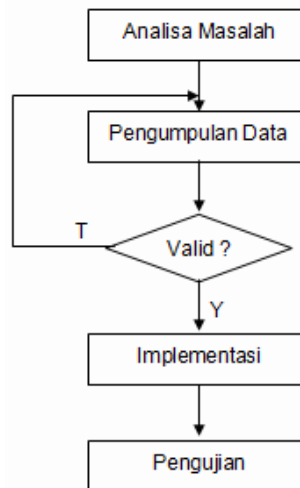 Analisa Masalah
Pengumpulan Data
T
Valid ?
Y
Implementasi
Pengujian